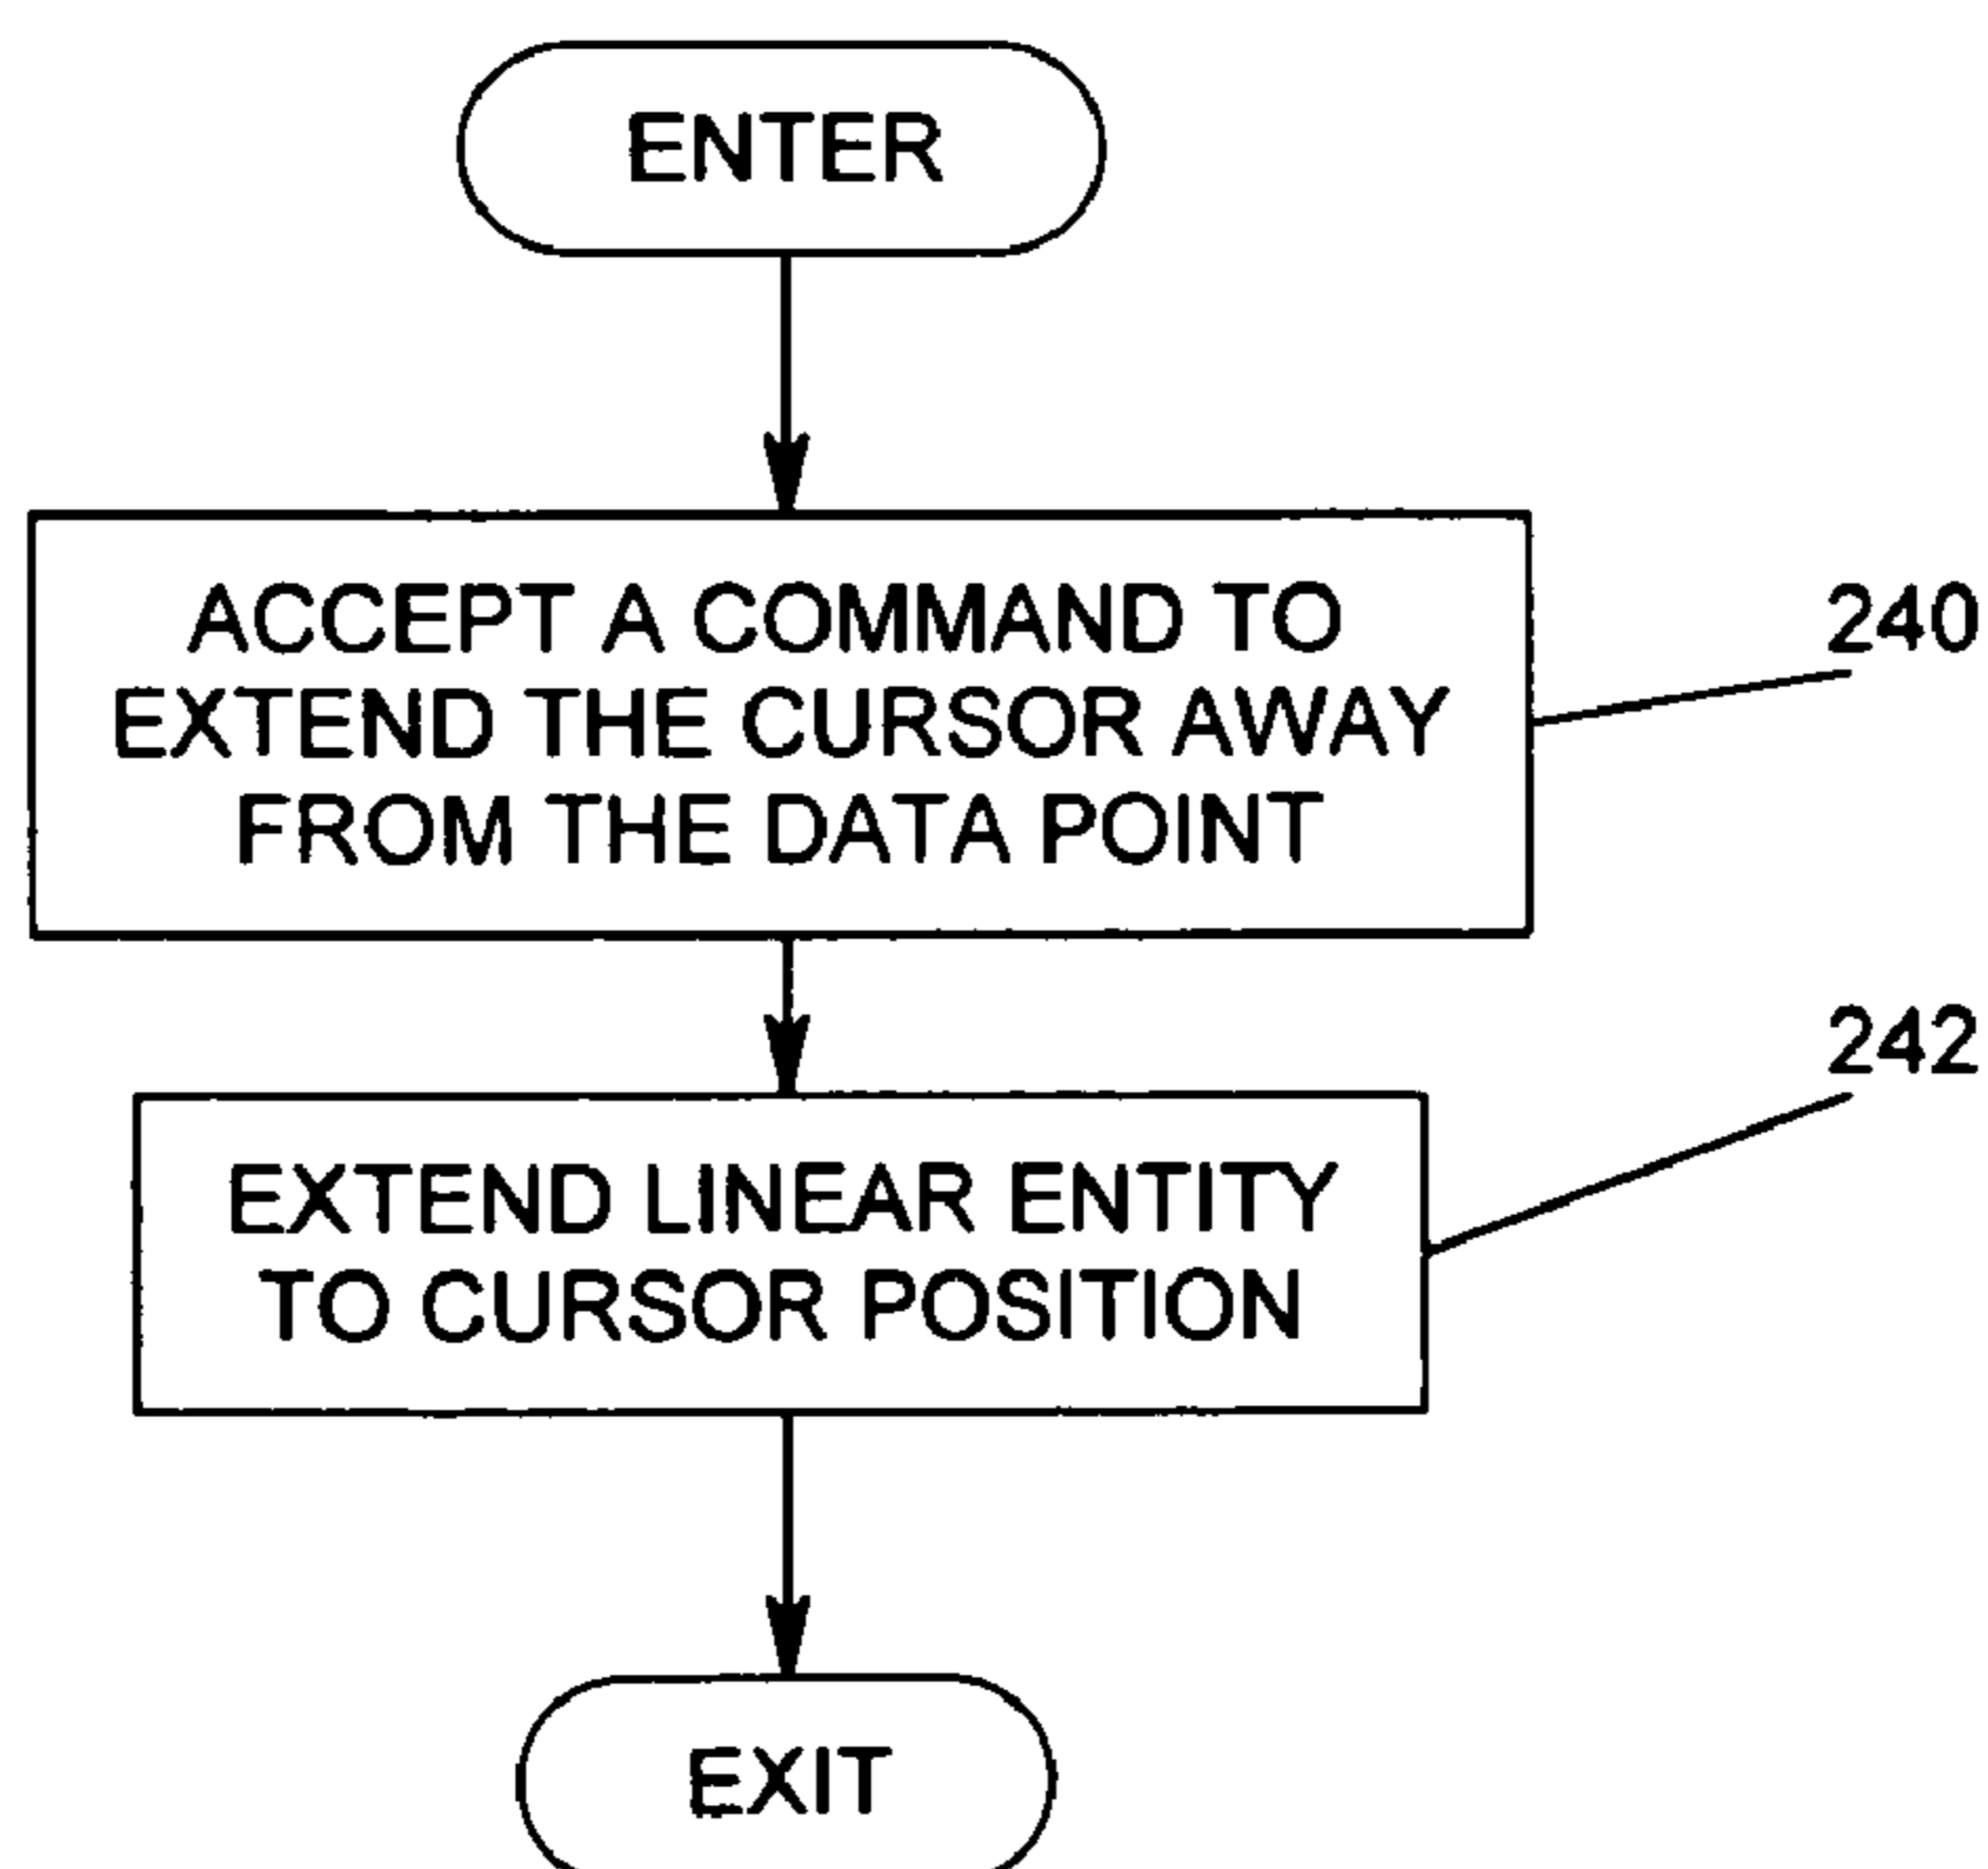 ENTER
ACCEPT A COMMAND TO
EXTEND THE CURSOR AWAY
FROM THE DATA POINT
240
EXTEND LINEAR ENTITY
TO CURSOR POSITION
242
EXIT